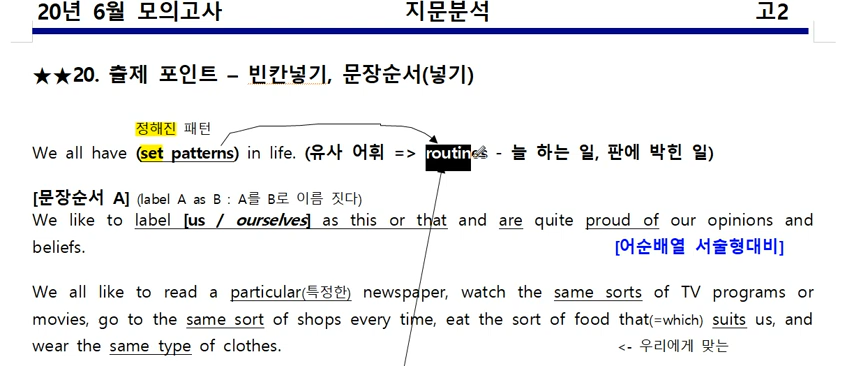 20년 6월 모의고사 지문분석 고2
★★20. 출제 포인트 – 빈칸넣기, 문장순서(넣기)
정해진 패턴
We all have (set patterns) in life. (유사 어휘 => routines - 늘 하는 일, 판에 박힌 일)
[문장순서 A] (label A as B : A를 B로 이름 짓다)
We like to label [us / ourselves] as this or that and are quite proud of our opinions and
beliefs. [어순배열 서술형대비]
We all like to read a particular(특정한) newspaper, watch the same sorts of TV programs or
movies, go to the same sort of shops every time, eat the sort of food that(=which) suits us, and
wear the same type of clothes. <- 우리에게 맞는